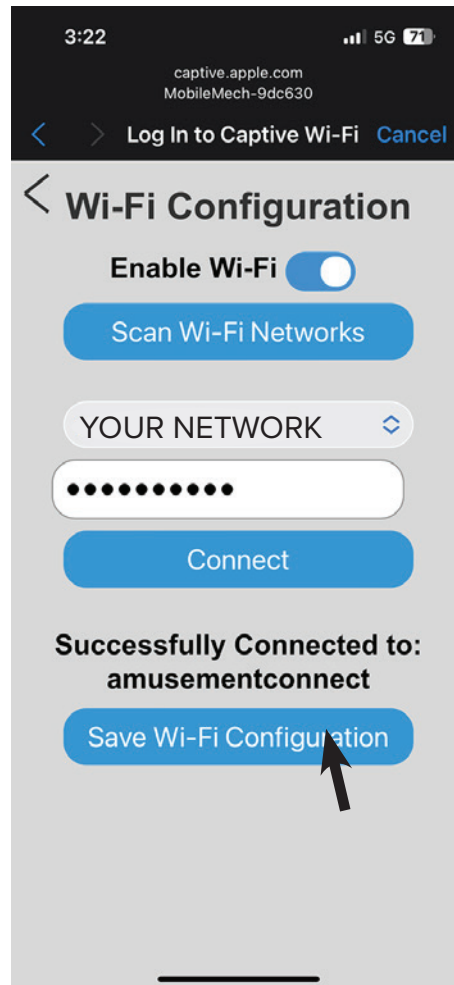 3:22 5G 71
captive.apple.com
MobileMech-9dc630
Log In to Captive Wi-Fi Cancel
Wi-Fi Configuration
Enable Wi-Fi
Scan Wi-Fi Networks
YOUR NETWORK
••••••••••
Connect
Successfully Connected to:
amusementconnect
Save Wi-Fi Configuration